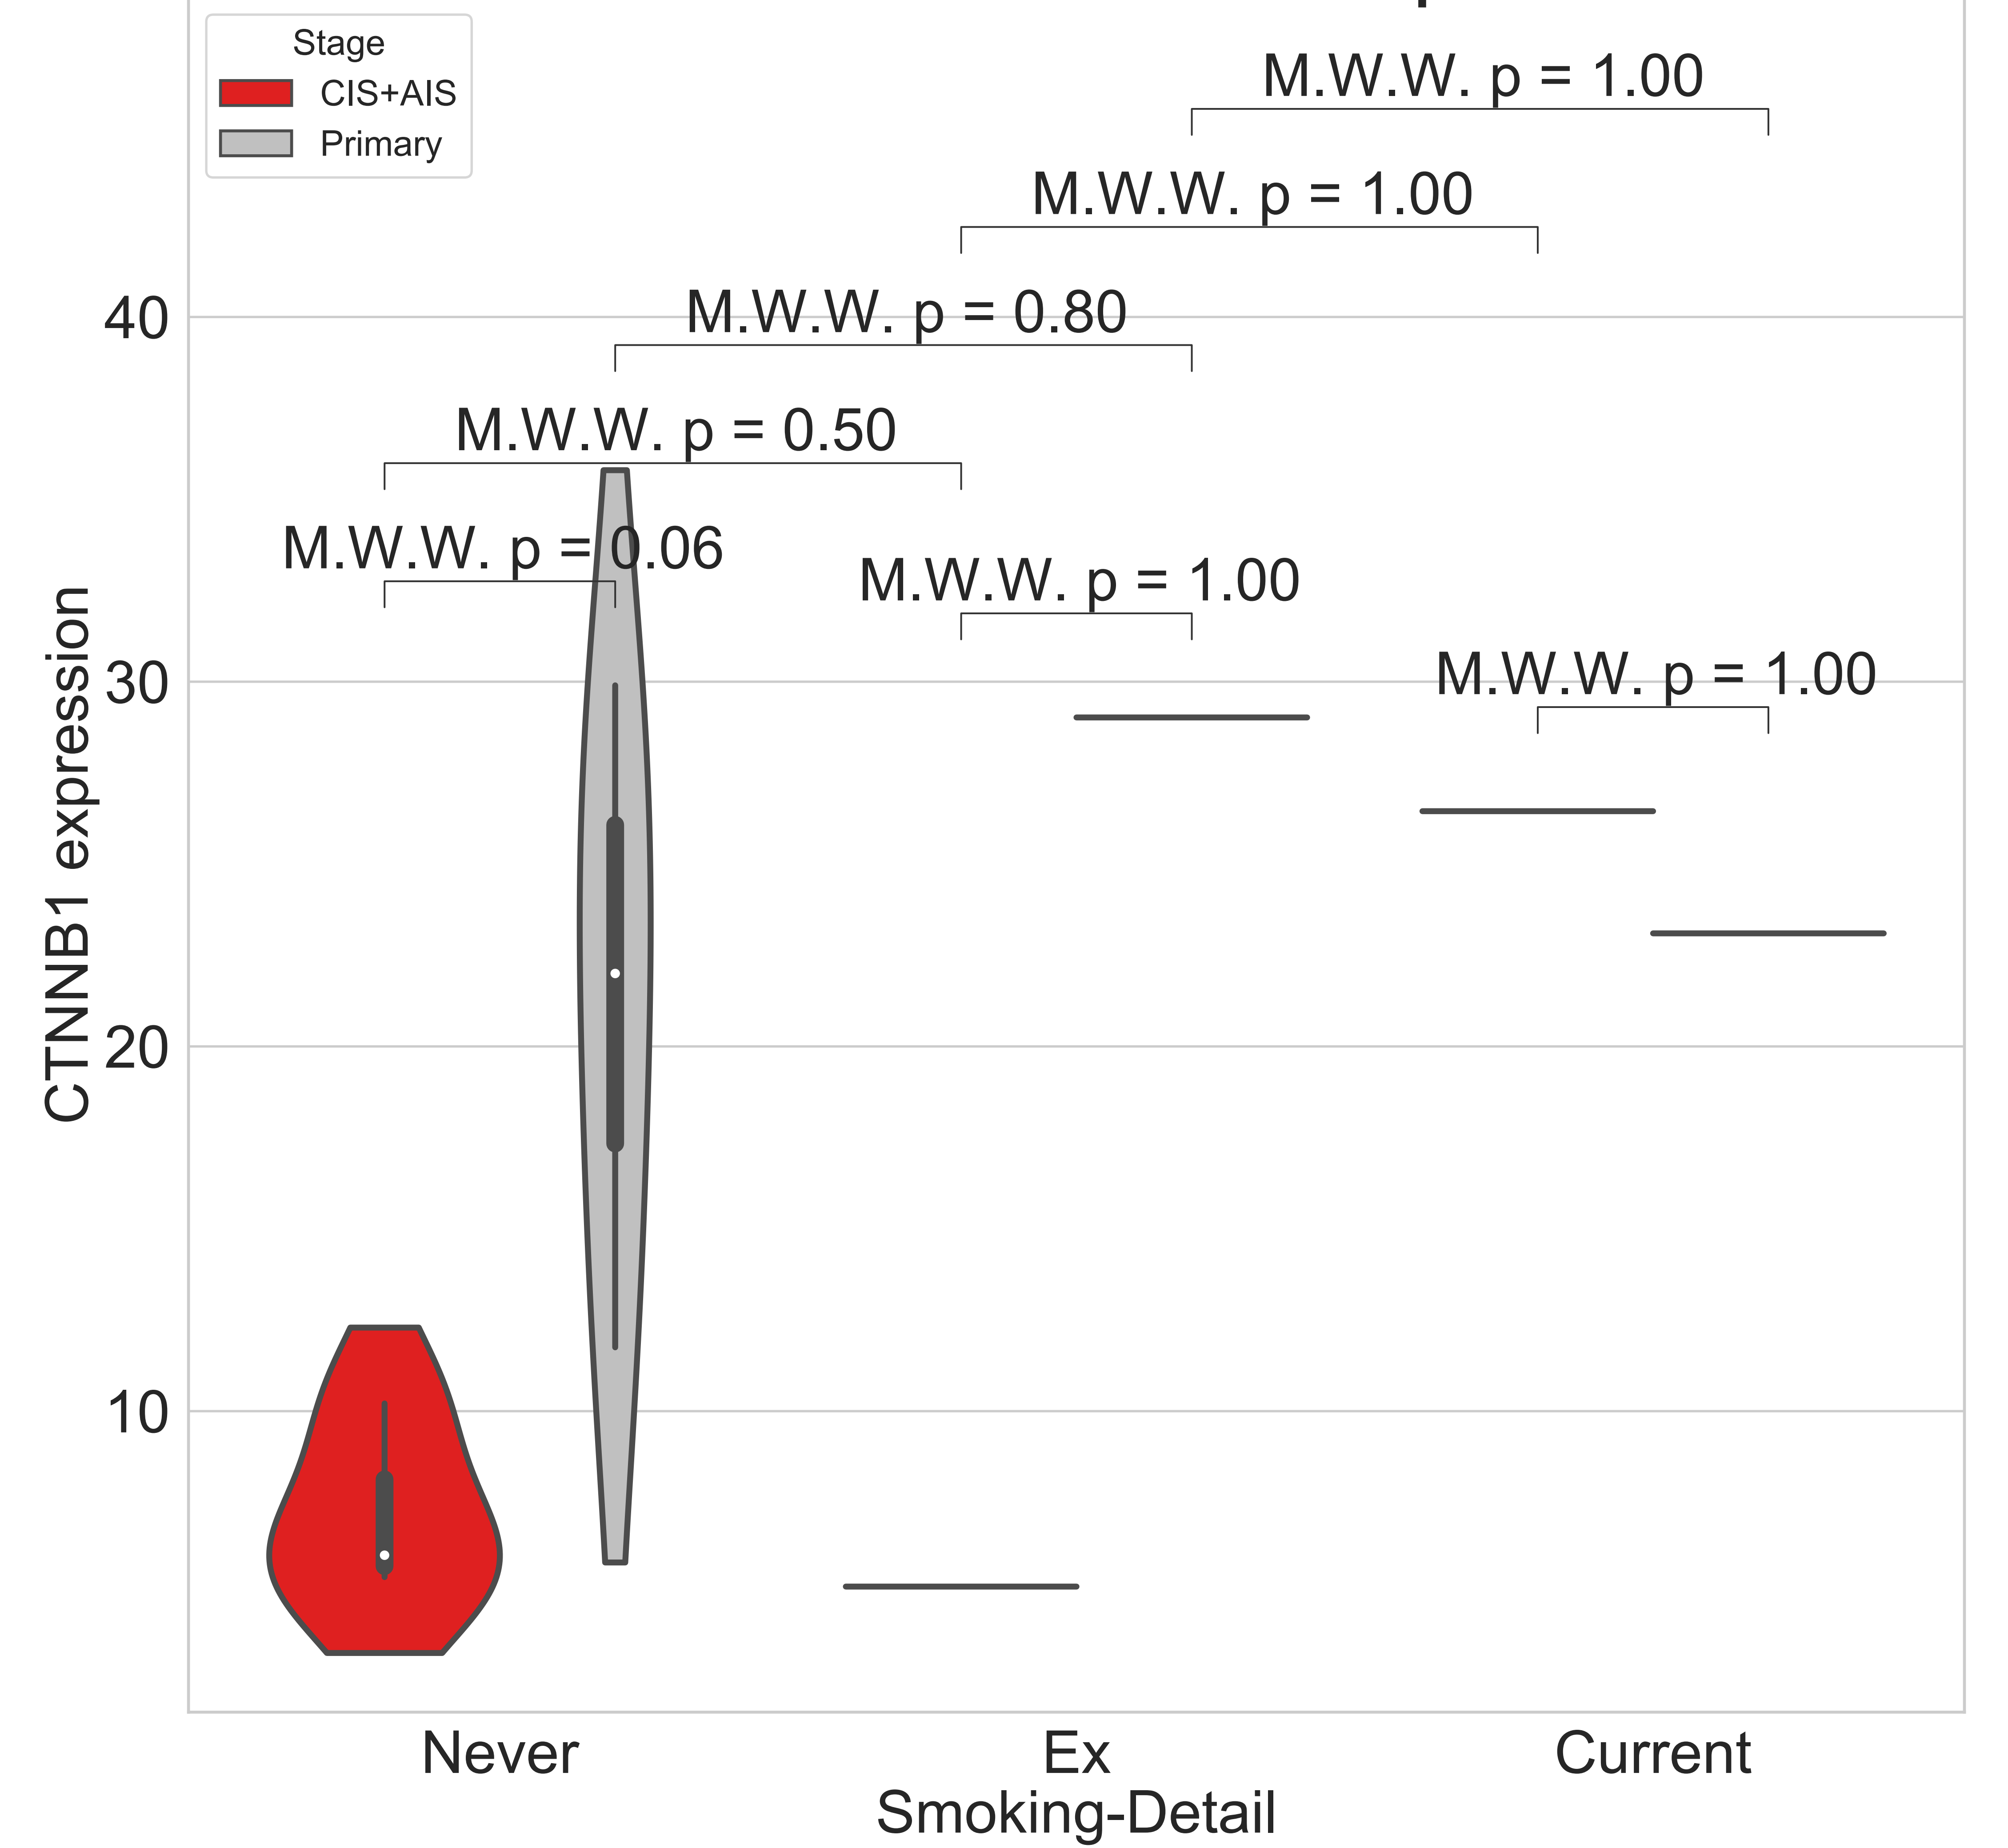 Stage
CIS+AIS
Primary
M.W.W. p = 1.00
M.W.W. p = 1.00
M.W.W. p = 0.80
M.W.W. p = 0.50
M.W.W. p = 0.06
M.W.W. p = 1.00
M.W.W. p = 1.00
40
30
20
10
CTNNB1 expression
Never
Ex
Current
Smoking-Detail